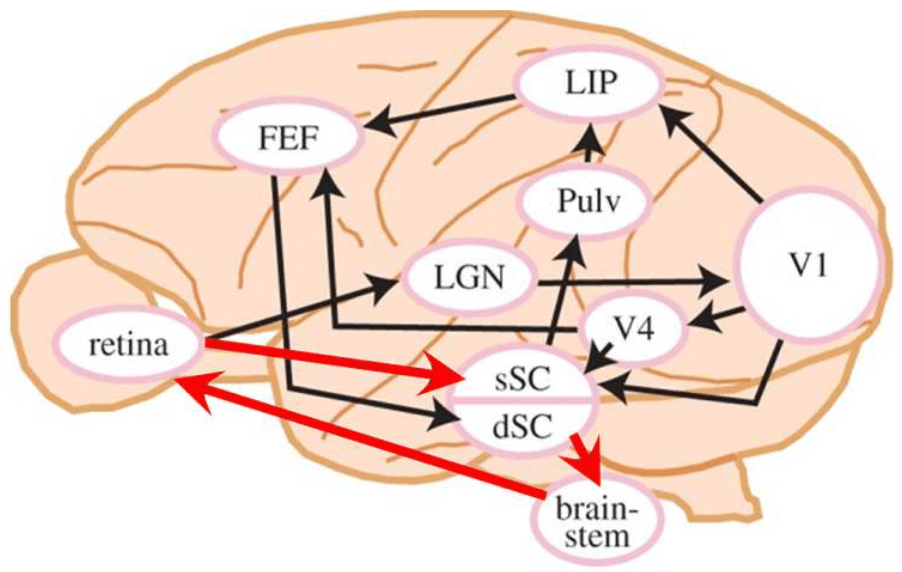 LIP
FEF
Pulv
V1
LGN
V4
retina
sSC
dSC
brain-
stem